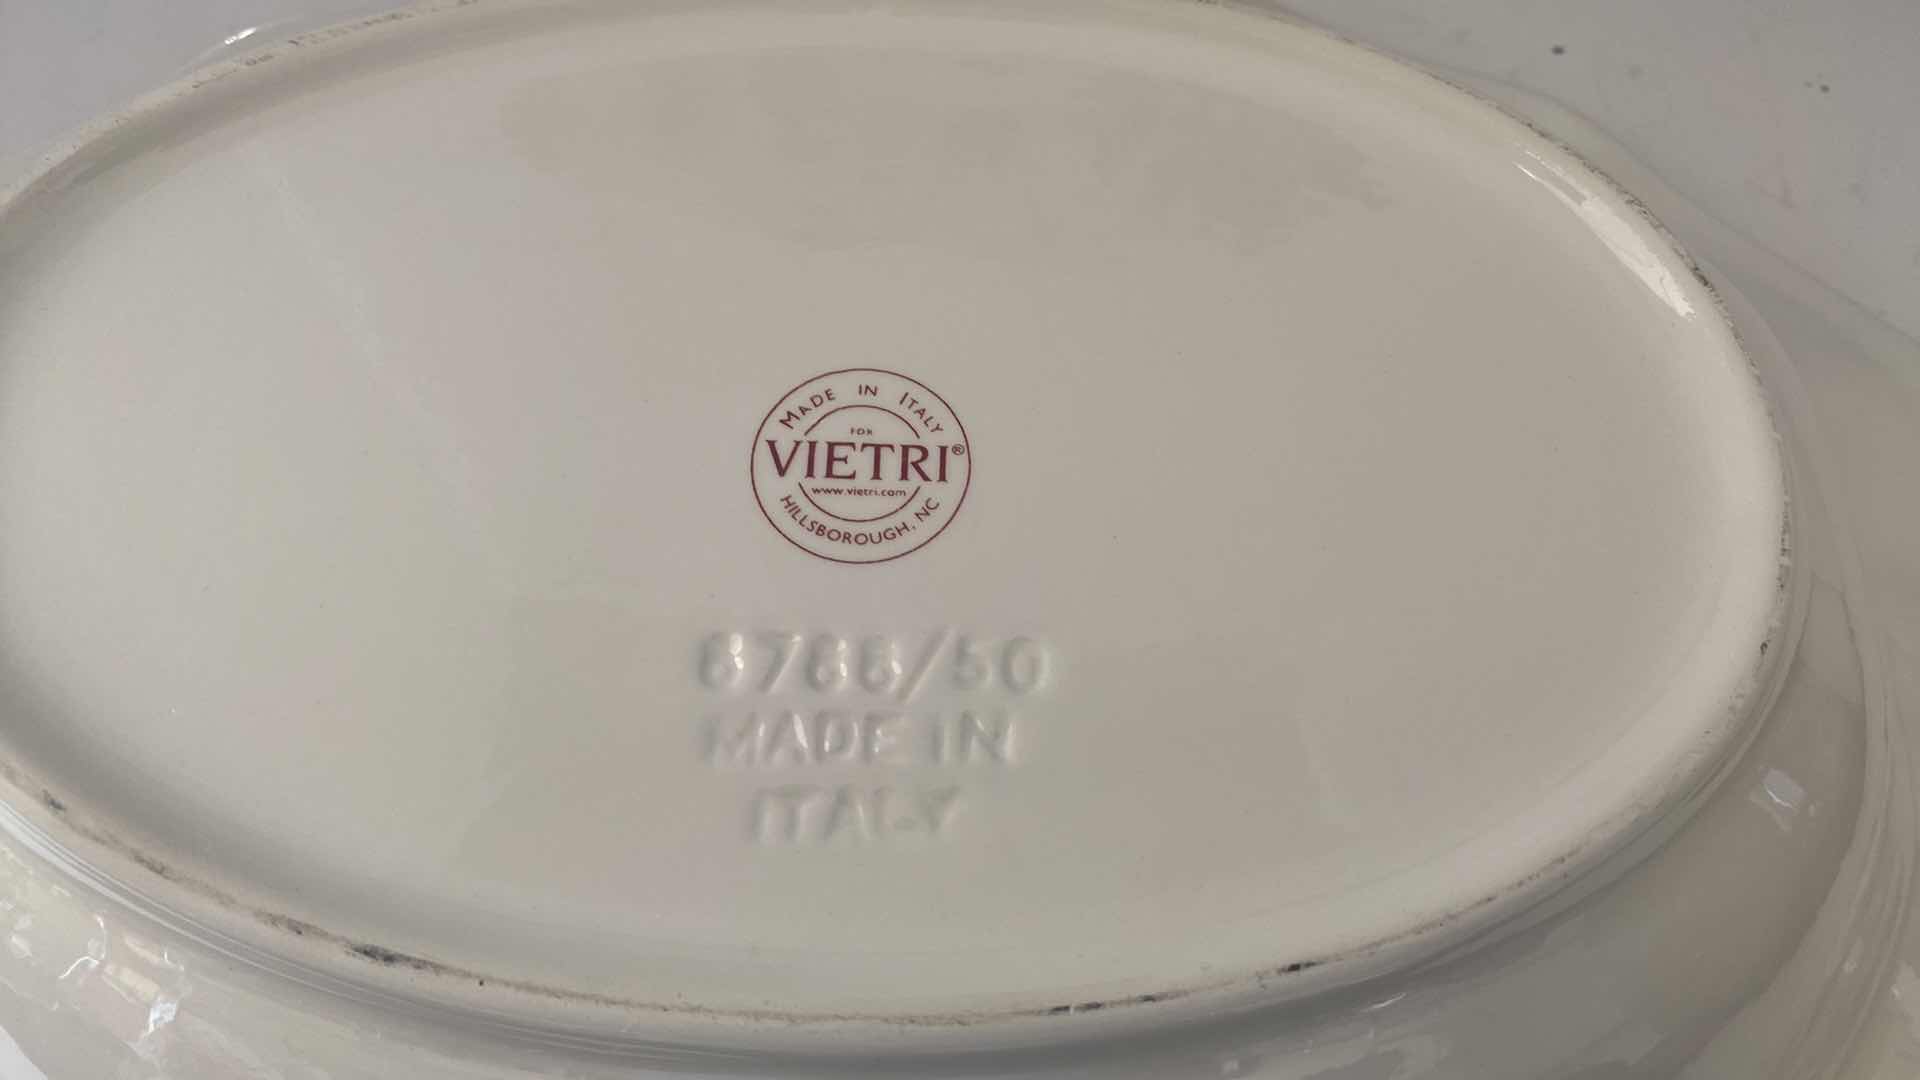 MADE IN ITALY
FOR
VIETRI®
www.vietri.com
HILLSBOROUGH, NC
MADE IN
ITALY